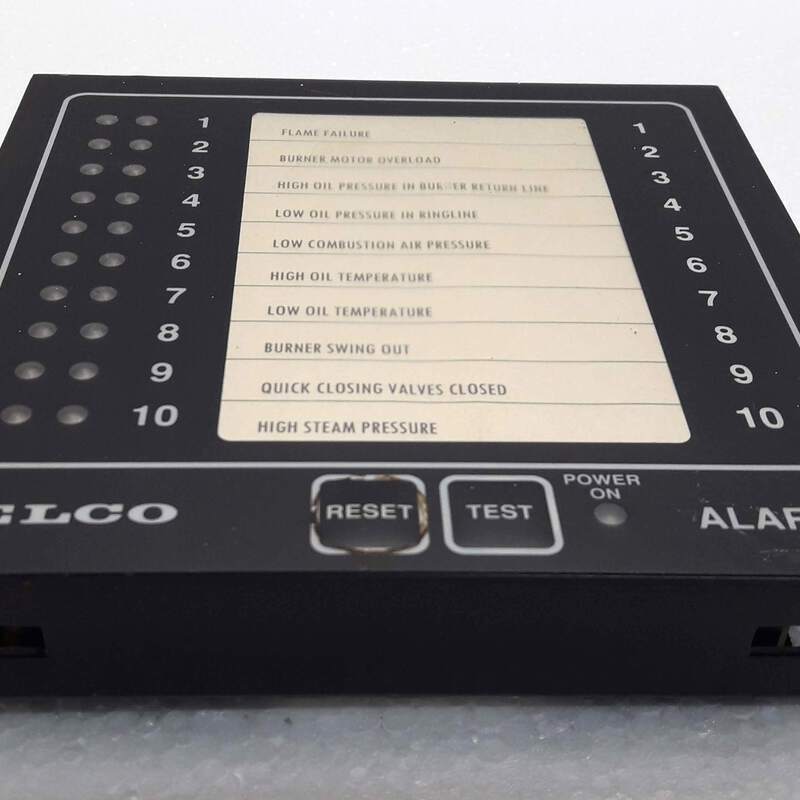 1 FLAME FAILURE 1
2 BURNER MOTOR OVERLOAD 2
3 HIGH OIL PRESSURE IN BURNER RETURN LINE 3
4 LOW OIL PRESSURE IN RINGLINE 4
5 LOW COMBUSTION AIR PRESSURE 5
6 HIGH OIL TEMPERATURE 6
7 LOW OIL TEMPERATURE 7
8 BURNER SWING OUT 8
9 QUICK CLOSING VALVES CLOSED 9
10 HIGH STEAM PRESSURE 10
POWER
ON
ELCO RESET TEST ALAR